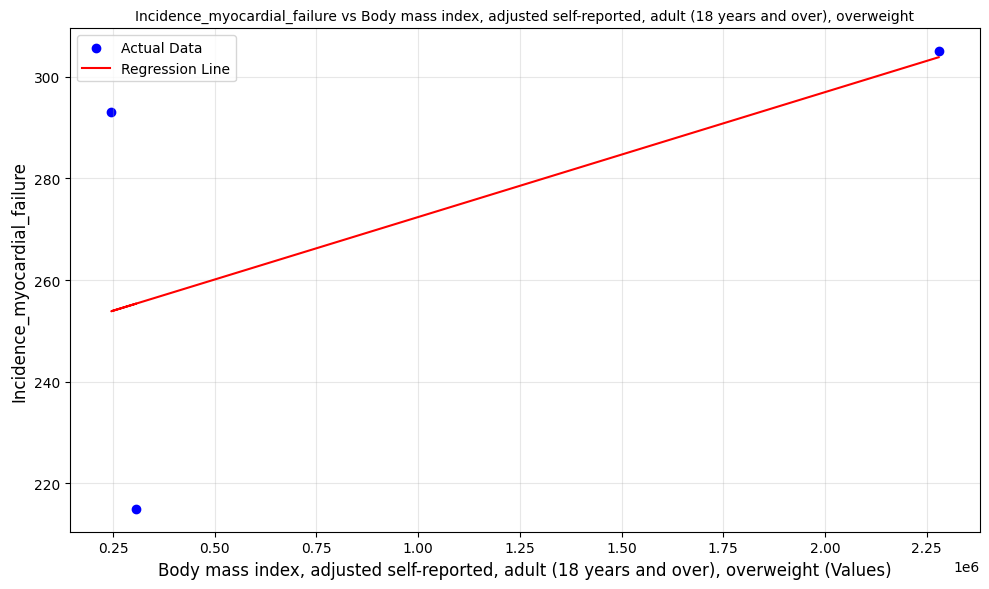 Incidence_myocardial_failure vs Body mass index, adjusted self-reported, adult (18 years and over), overweight
Actual Data
Regression Line
Incidence_myocardial_failure
300
280
260
240
220
0.25 0.50 0.75 1.00 1.25 1.50 1.75 2.00 2.25
1e6
Body mass index, adjusted self-reported, adult (18 years and over), overweight (Values)